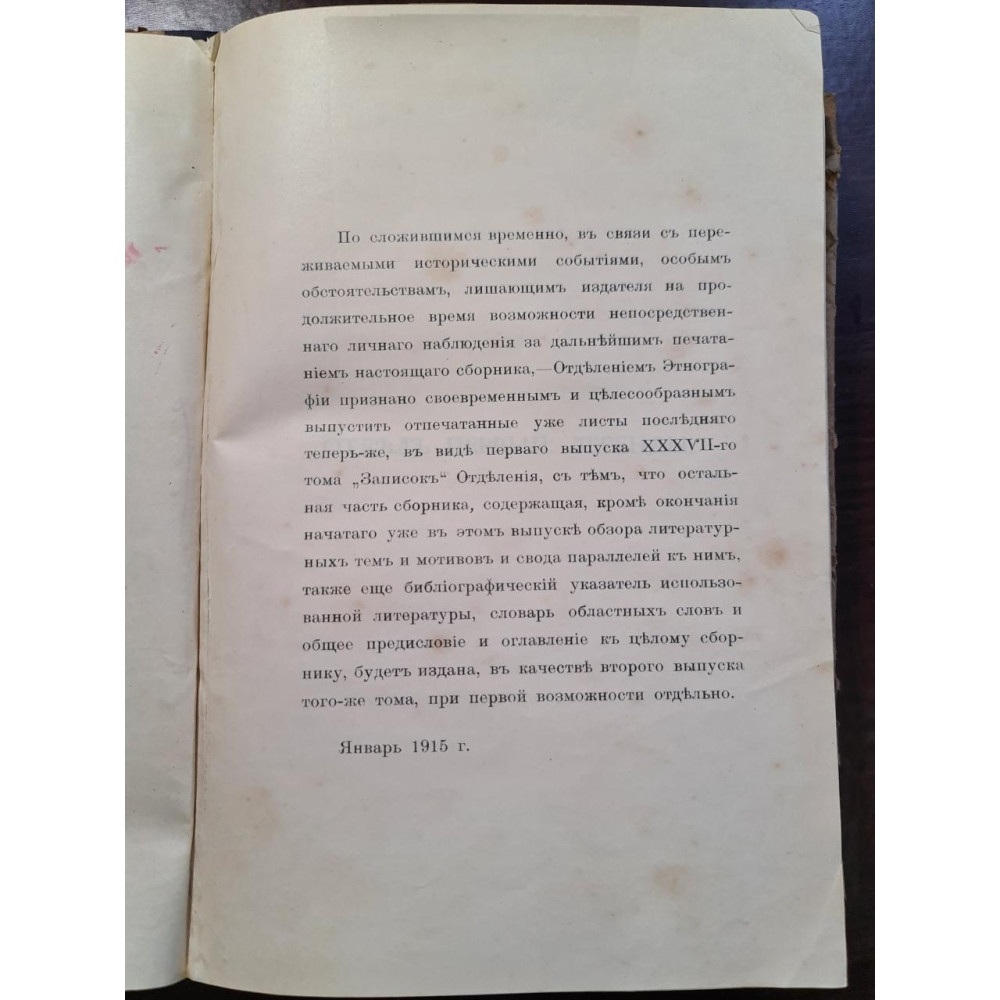 По сложившимся временно, въ связи съ пере-
живаемыми историческими событіями, особымъ
обстоятельствамъ, лишающимъ издателя на про-
должительное время возможности непосредствен-
наго личнаго наблюденія за дальнѣйшимъ печата-
ніемъ настоящаго сборника,—Отдѣленіемъ Этногра-
фіи признано своевременнымъ и цѣлесообразнымъ
выпустить отпечатанные уже листы послѣдняго
теперь-же, въ видѣ перваго выпуска XXXVII-го
тома „Записокъ“ Отдѣленія, съ тѣмъ, что осталь-
ная часть сборника, содержащая, кромѣ окончанія
начатаго уже въ этомъ выпускѣ обзора литератур-
ныхъ темъ и мотивовъ и свода параллелей къ нимъ,
также еще библіографическій указатель использо-
ванной литературы, словарь областныхъ словъ и
общее предисловіе и оглавленіе къ цѣлому сбор-
нику, будетъ издана, въ качествѣ второго выпуска
того-же тома, при первой возможности отдѣльно.
Январь 1915 г.